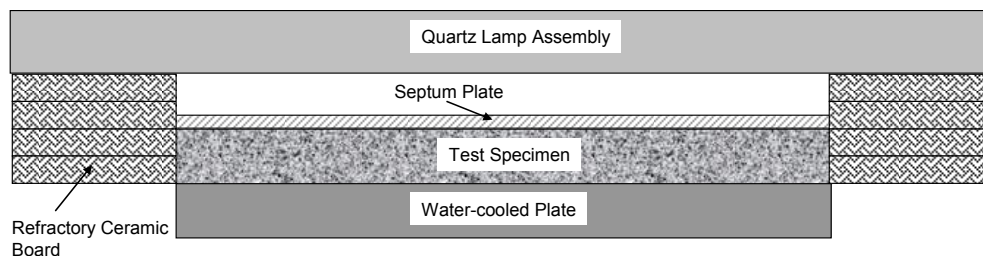 Quartz Lamp Assembly
Septum Plate
Test Specimen
Water-cooled Plate
Refractory Ceramic
Board